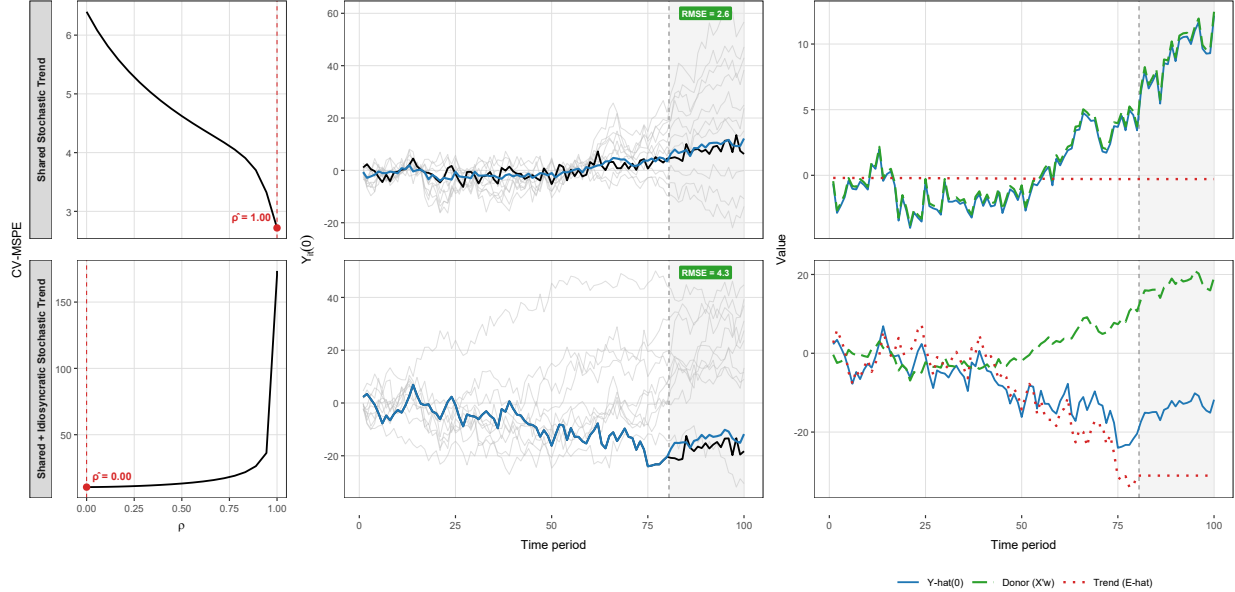 CV-MSPE
Shared Stochastic Trend
6
5
4
3
ρ* = 1.00
Shared + Idiosyncratic Stochastic Trend
150
100
50
ρ* = 0.00
0.00
0.25
0.50
0.75
1.00
ρ
Yit(0)
60
40
20
0
-20
RMSE = 2.6
40
20
0
-20
RMSE = 4.3
0
25
50
75
100
Time period
Value
10
5
0
20
0
-20
0
25
50
75
100
Time period
Y-hat(0)
Donor (X'w)
Trend (E-hat)